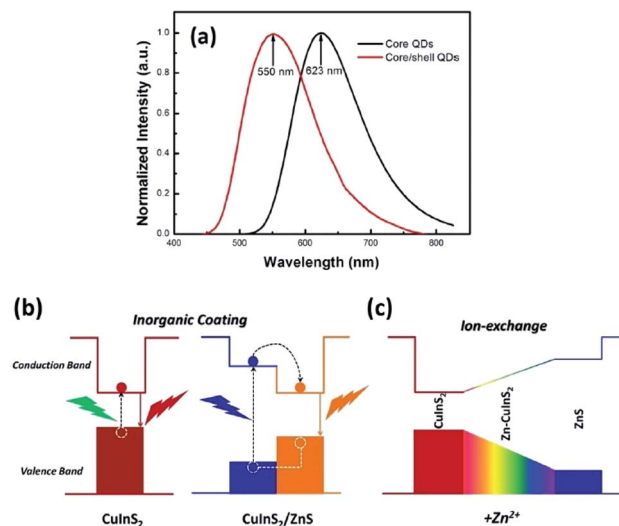 (a)
Core QDs
Core/shell QDs
550 nm
623 nm
Normalized Intensity (a.u.)
1.0
0.8
0.6
0.4
0.2
0.0
400 500 600 700 800
Wavelength (nm)
(b)
Inorganic Coating
Conduction Band
Valence Band
CuInS₂
CuInS₂/ZnS
(c)
Ion-exchange
CuInS₂
Zn-CuInS₂
ZnS
+Zn²⁺